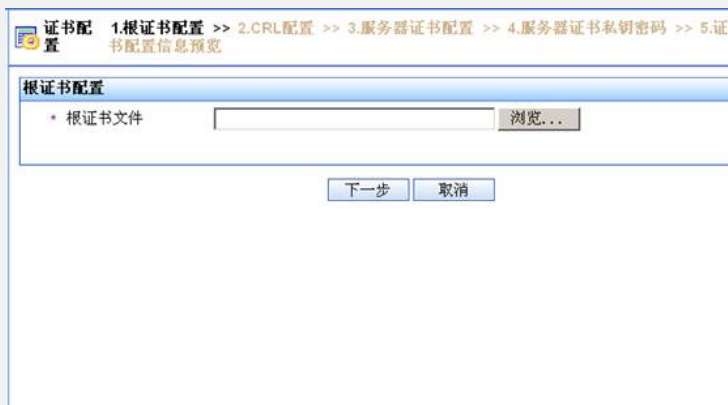 证书配置
1.根证书配置 >> 2.CRL配置 >> 3.服务器证书配置 >> 4.服务器证书私钥密码 >> 5.证
书配置信息预览
根证书配置
* 根证书文件 浏览...
下一步 取消